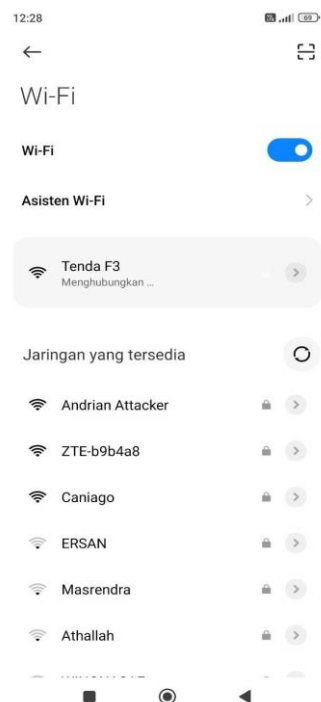 12:28
69
Wi-Fi
Wi-Fi
Asisten Wi-Fi
Tenda F3
Menghubungkan ...
Jaringan yang tersedia
Andrian Attacker
ZTE-b9b4a8
Caniago
ERSAN
Masrendra
Athallah